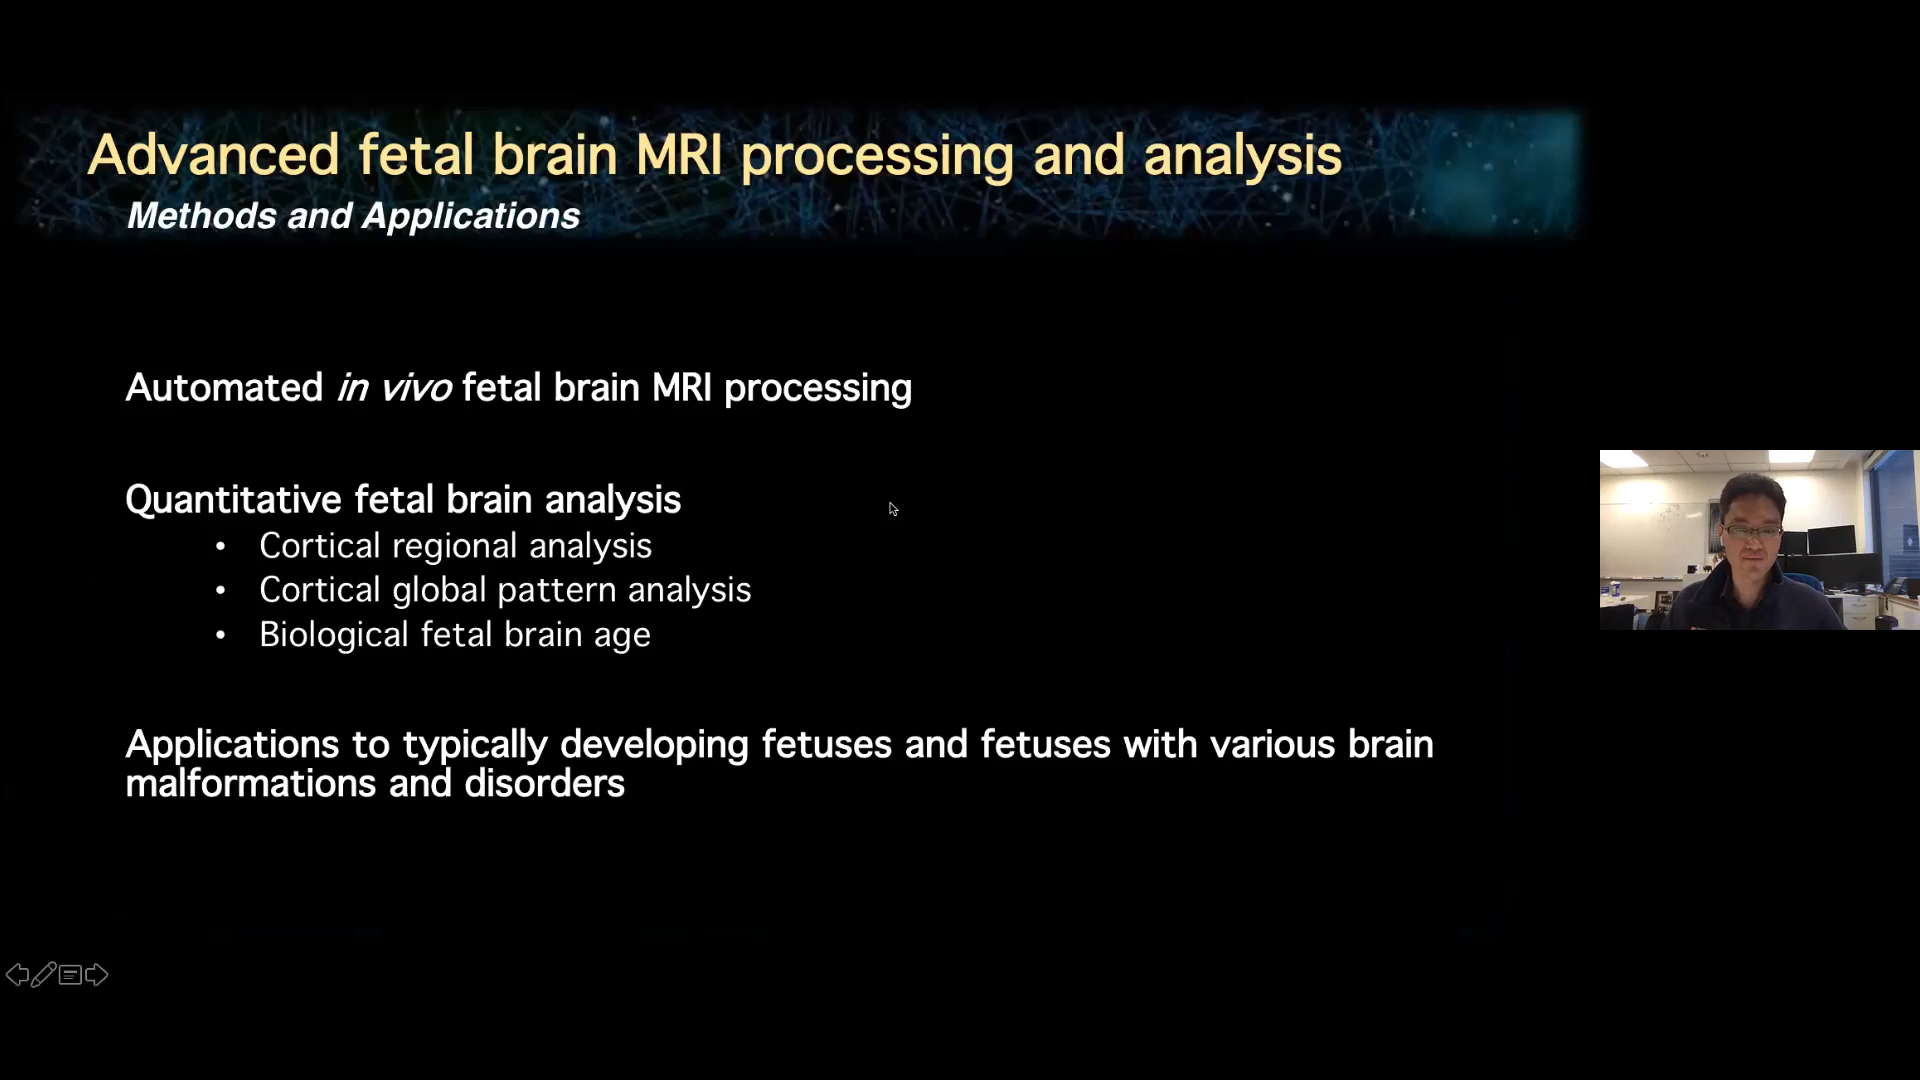 Advanced fetal brain MRI processing and analysis
Methods and Applications
Automated in vivo fetal brain MRI processing
Quantitative fetal brain analysis
• Cortical regional analysis
• Cortical global pattern analysis
• Biological fetal brain age
Applications to typically developing fetuses and fetuses with various brain
malformations and disorders